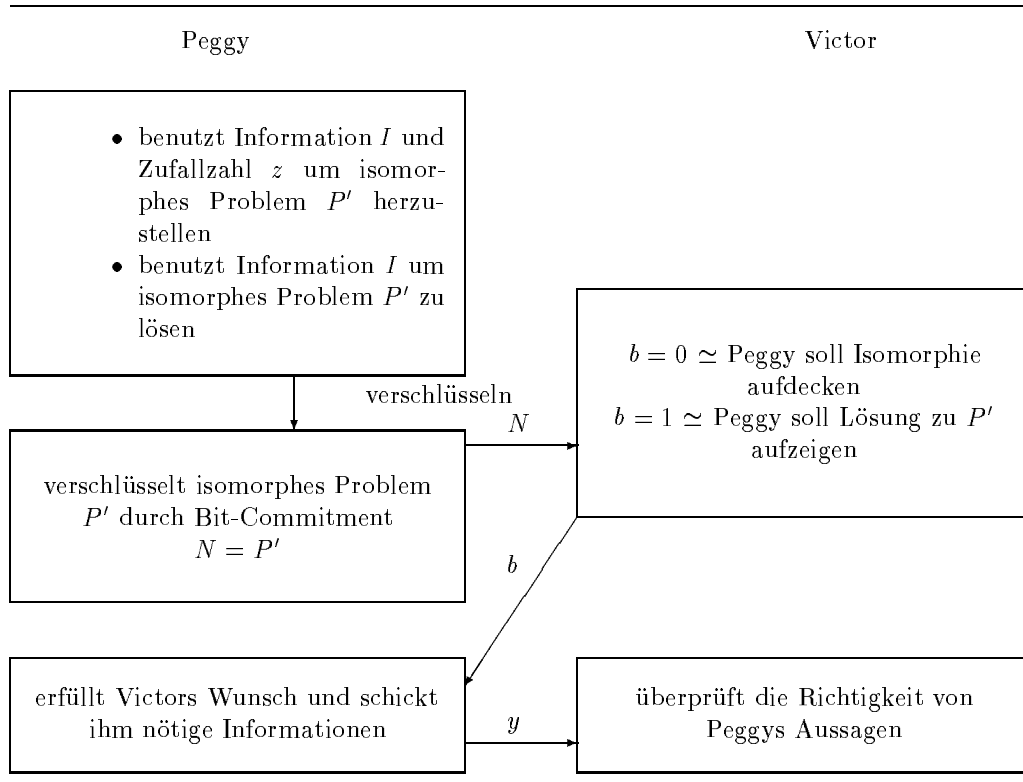 Peggy
Victor
• benutzt Information I und
Zufallzahl z um isomor-
phes Problem P′ herzu-
stellen
• benutzt Information I um
isomorphes Problem P′ zu
lösen
b = 0 ≃ Peggy soll Isomorphie
aufdecken
b = 1 ≃ Peggy soll Lösung zu P′
aufzeigen
verschlüsseln
N
verschlüsselt isomorphes Problem
P′ durch Bit-Commitment
N = P′
b
erfüllt Victors Wunsch und schickt
ihm nötige Informationen
y
überprüft die Richtigkeit von
Peggys Aussagen